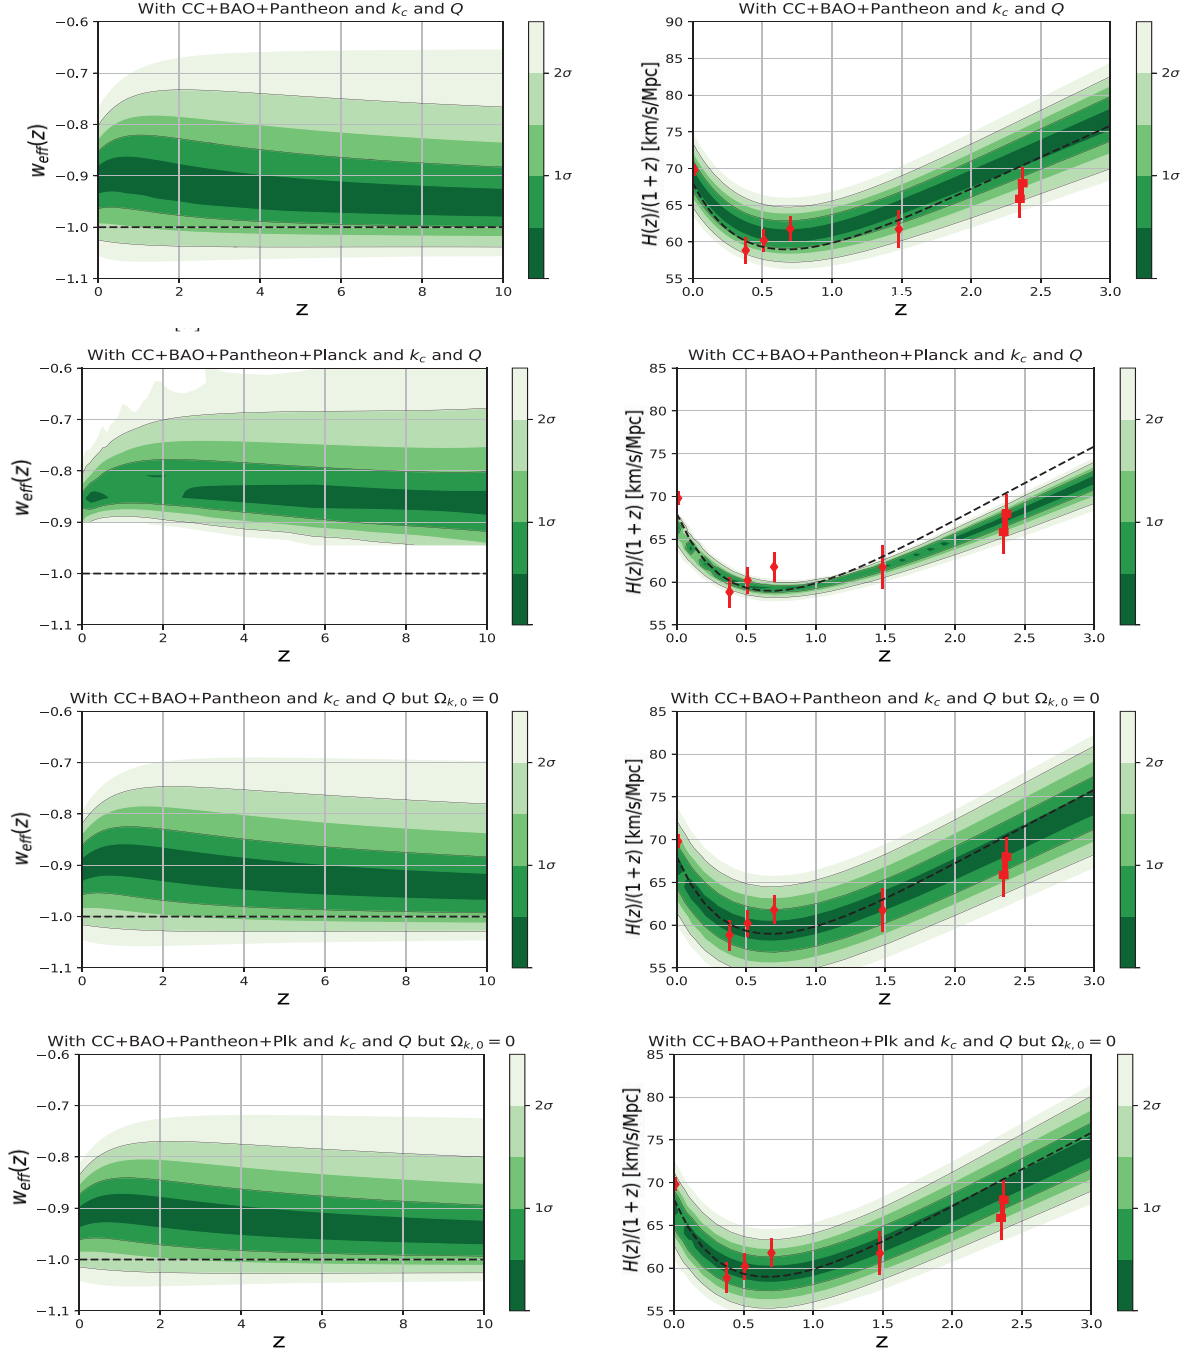 With CC+BAO+Pantheon and k_c and Q
−0.6
−0.7
−0.8
−0.9
−1.0
−1.1
w_eff(z)
0 2 4 6 8 10
z
2σ
1σ
With CC+BAO+Pantheon and k_c and Q
90
85
80
75
70
65
60
55
H(z)/(1 + z) [km/s/Mpc]
0.0 0.5 1.0 1.5 2.0 2.5 3.0
z
2σ
1σ
With CC+BAO+Pantheon+Planck and k_c and Q
−0.6
−0.7
−0.8
−0.9
−1.0
−1.1
w_eff(z)
0 2 4 6 8 10
z
2σ
1σ
With CC+BAO+Pantheon+Planck and k_c and Q
85
80
75
70
65
60
55
H(z)/(1 + z) [km/s/Mpc]
0.0 0.5 1.0 1.5 2.0 2.5 3.0
z
2σ
1σ
With CC+BAO+Pantheon and k_c and Q but Ω_k,0 = 0
−0.6
−0.7
−0.8
−0.9
−1.0
−1.1
w_eff(z)
0 2 4 6 8 10
z
2σ
1σ
With CC+BAO+Pantheon and k_c and Q but Ω_k,0 = 0
85
80
75
70
65
60
55
H(z)/(1 + z) [km/s/Mpc]
0.0 0.5 1.0 1.5 2.0 2.5 3.0
z
2σ
1σ
With CC+BAO+Pantheon+Plk and k_c and Q but Ω_k,0 = 0
−0.6
−0.7
−0.8
−0.9
−1.0
−1.1
w_eff(z)
0 2 4 6 8 10
z
2σ
1σ
With CC+BAO+Pantheon+Plk and k_c and Q but Ω_k,0 = 0
85
80
75
70
65
60
55
H(z)/(1 + z) [km/s/Mpc]
0.0 0.5 1.0 1.5 2.0 2.5 3.0
z
2σ
1σ